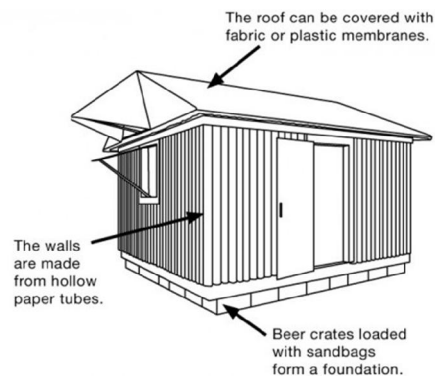 The roof can be covered with
fabric or plastic membranes.
The walls
are made
from hollow
paper tubes.
Beer crates loaded
with sandbags
form a foundation.